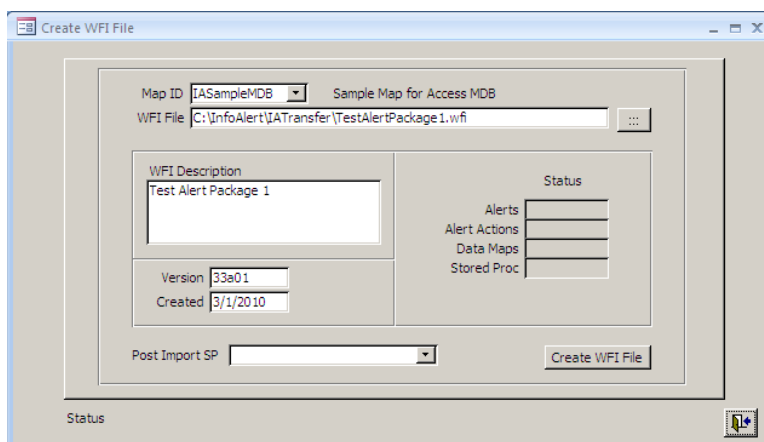 Create WFI File
Map ID IASampleMDB Sample Map for Access MDB
WFI File C:\InfoAlert\IATransfer\TestAlertPackage1.wfi :::
WFI Description
Test Alert Package 1
Status
Alerts
Alert Actions
Data Maps
Stored Proc
Version 33a01
Created 3/1/2010
Post Import SP Create WFI File
Status